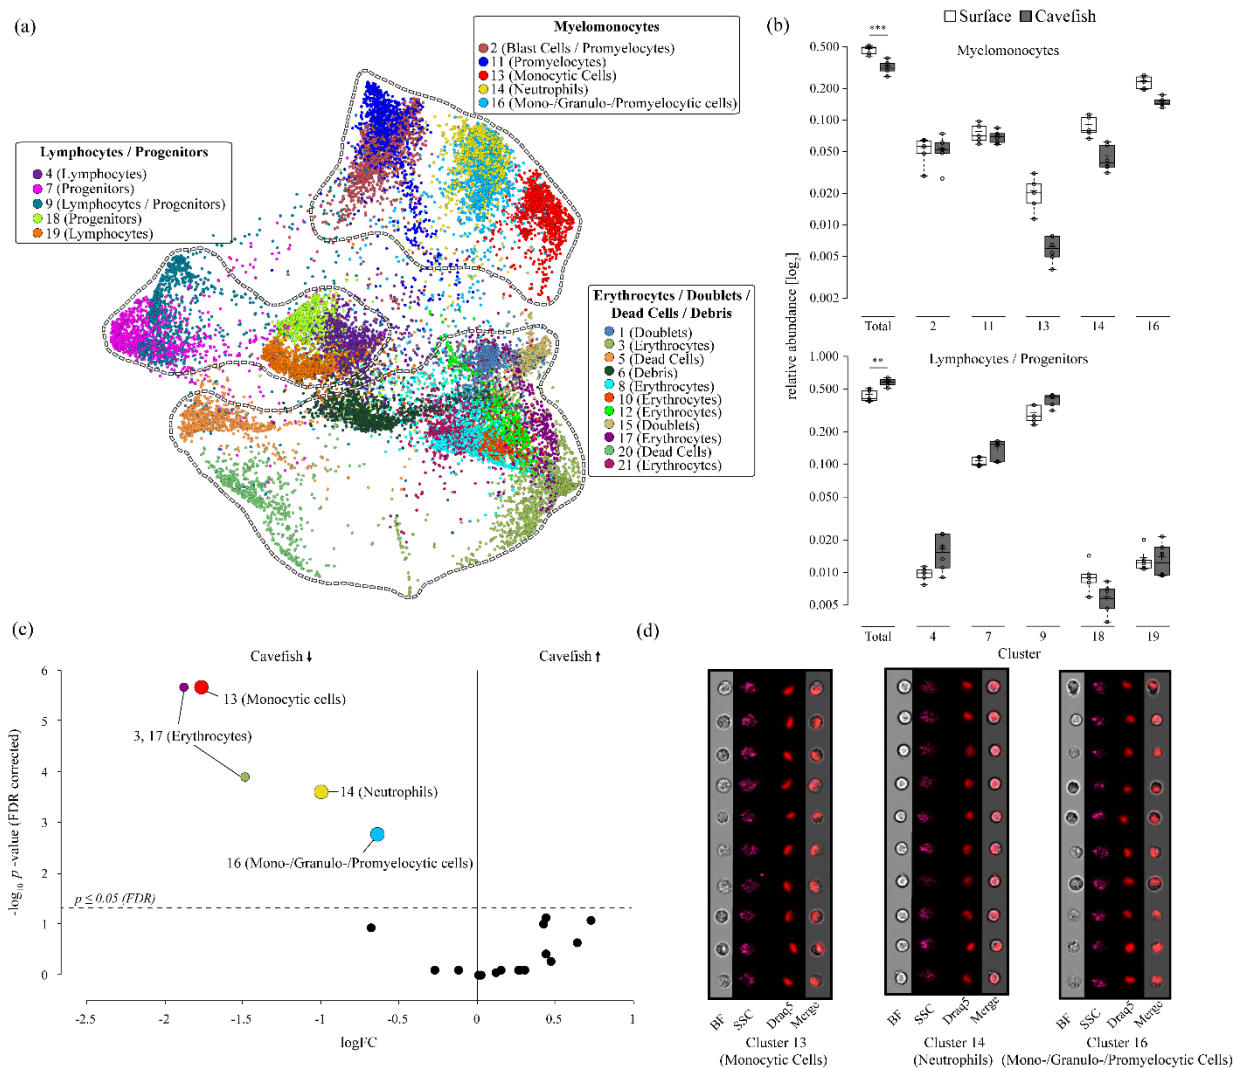 (a)
Myelomonocytes
2 (Blast Cells / Promyelocytes)
11 (Promyelocytes)
13 (Monocytic Cells)
14 (Neutrophils)
16 (Mono-/Granulo-/Promyelocytic cells)
Lymphocytes / Progenitors
4 (Lymphocytes)
7 (Progenitors)
9 (Lymphocytes / Progenitors)
18 (Progenitors)
19 (Lymphocytes)
Erythrocytes / Doublets /
Dead Cells / Debris
1 (Doublets)
3 (Erythrocytes)
5 (Dead Cells)
6 (Debris)
8 (Erythrocytes)
10 (Erythrocytes)
12 (Erythrocytes)
15 (Doublets)
17 (Erythrocytes)
20 (Dead Cells)
21 (Erythrocytes)
(b)
Surface Cavefish
***
Myelomonocytes
0.500
0.200
0.100
0.050
0.020
0.010
0.005
0.002
Total 2 11 13 14 16
relative abundance [log2]
**
Lymphocytes / Progenitors
1.000
0.500
0.200
0.100
0.050
0.020
0.010
0.005
Total 4 7 9 18 19
Cluster
(c)
Cavefish ↓ Cavefish ↑
6
5
4
3
2
1
0
-log10 p -value (FDR corrected)
13 (Monocytic cells)
3, 17 (Erythrocytes)
14 (Neutrophils)
16 (Mono-/Granulo-/Promyelocytic cells)
p ≤ 0.05 (FDR)
-2.5 -2 -1.5 -1 -0.5 0 0.5 1
logFC
(d)
BF SSC Draq5 Merge
Cluster 13
(Monocytic Cells)
BF SSC Draq5 Merge
Cluster 14
(Neutrophils)
BF SSC Draq5 Merge
Cluster 16
(Mono-/Granulo-/Promyelocytic Cells)